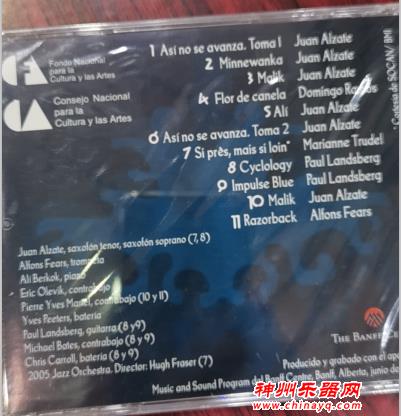 Fondo Nacional
para la
Cultura y las Artes
Consejo Nacional
para la
Cultura y las Artes
1 Así no se avanza. Toma 1 Juan Alzate
2 Minnewanka Juan Alzate
3 Malik Juan Alzate
4 Flor de canela Domingo
5 Alí Juan Alzate
6 Así no se avanza. Toma 2 Juan Alzate
7 Si près, mais si loin* Marianne Trudel
8 Cyclology Paul Landsberg
9 Impulse Blue Paul Landsberg
10 Malik Juan Alzate
11 Razorback Alfons Fears
* Cortesía de SOCAN/BMI
Juan Alzate, saxofón tenor, saxofón soprano (7, 8)
Alfons Fears, trompeta
Ali Berkok, piano
Eric Olevik, contrabajo
Pierre Yves Martel, contrabajo (10 y 11)
Yves Peeters, batería
Paul Landsberg, guitarra (8 y 9)
Michael Bates, contrabajo (8 y 9)
Chris Carroll, batería (8 y 9)
2005 Jazz Orchestra. Director: Hugh Fraser (7)
THE BANFF CE
Producido y grabado con el apo
Music and Sound Program del Banff Centre, Banff, Alberta, junio de
神州乐器网
www.chinayq.com